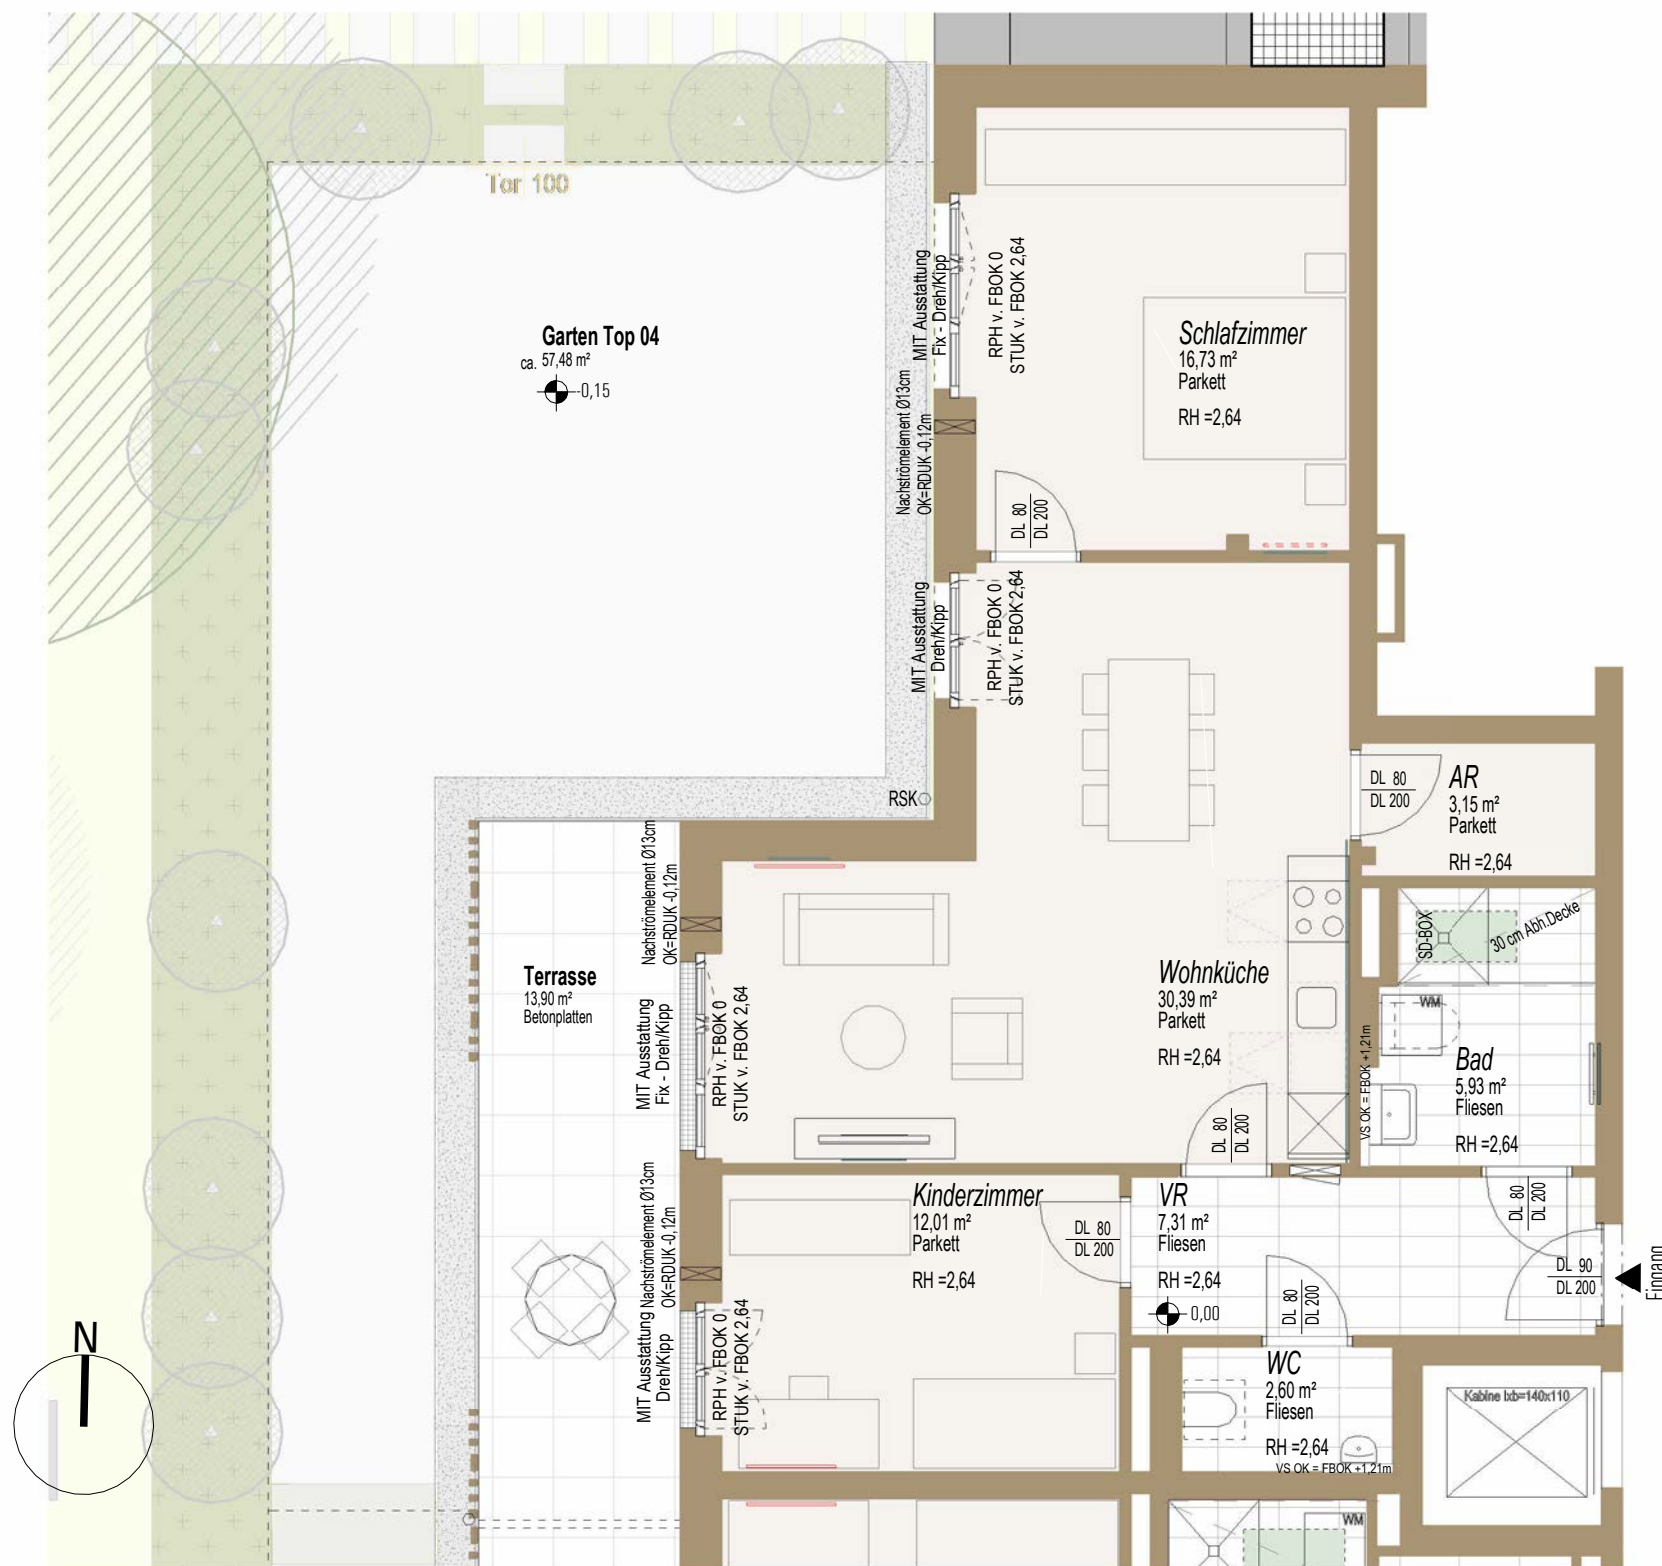 Tor 100
Garten Top 04
ca. 57,48 m²
-0,15
MIT Ausstattung
Fix - Dreh/Kipp
RPH v. FBOK 0
STUK v. FBOK 2,64
Schlafzimmer
16,73 m²
Parkett
RH =2,64
Nachströmelement Ø13cm
OK=RDUK -0,12m
DL 80
DL 200
MIT Ausstattung
Dreh/Kipp
RPH v. FBOK 0
STUK v. FBOK 2,64
RSK
DL 80
DL 200
AR
3,15 m²
Parkett
RH =2,64
Nachströmelement Ø13cm
OK=RDUK -0,12m
SD-BOX
30 cm Abh.Decke
Terrasse
13,90 m²
Betonplatten
MIT Ausstattung
Fix - Dreh/Kipp
RPH v. FBOK 0
STUK v. FBOK 2,64
Wohnküche
30,39 m²
Parkett
RH =2,64
WM
VS OK = FBOK +1,21m
Bad
5,93 m²
Fliesen
RH =2,64
DL 80
DL 200
Nachströmelement Ø13cm
OK=RDUK -0,12m
Kinderzimmer
12,01 m²
Parkett
RH =2,64
DL 80
DL 200
VR
7,31 m²
Fliesen
RH =2,64
0,00
DL 80
DL 200
DL 90
DL 200
Eingang
DL 80
DL 200
MIT Ausstattung
Dreh/Kipp
RPH v. FBOK 0
STUK v. FBOK 2,64
N
WC
2,60 m²
Fliesen
RH =2,64
VS OK = FBOK +1,21m
Kabine lxb=140x110
WM